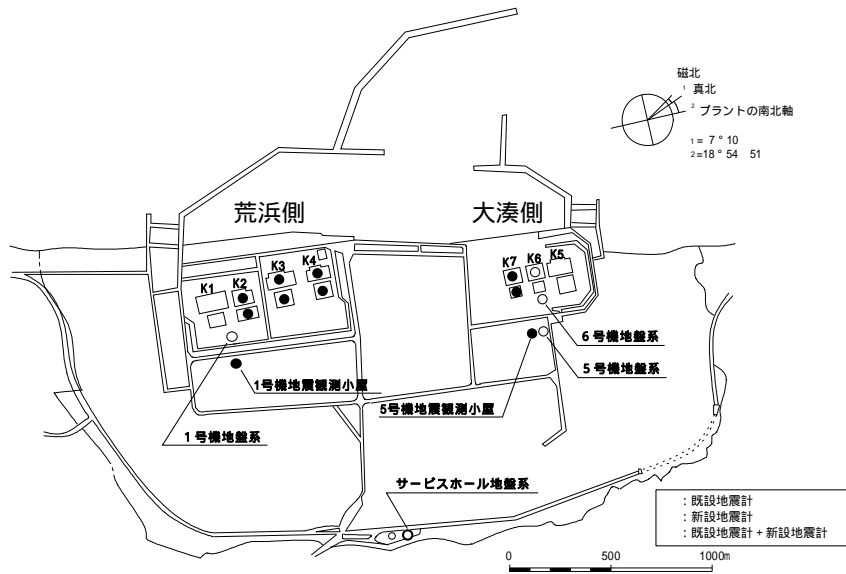 磁北
1 真北
2 プラントの南北軸
1 = 7 ° 10
2 =18 ° 54 51
荒浜側
大湊側
K1
K2
K3
K4
K7
K6
K5
6号機地盤系
5号機地盤系
1号機地震観測小屋
5号機地震観測小屋
1号機地盤系
サービスホール地盤系
: 既設地震計
: 新設地震計
: 既設地震計 + 新設地震計
0 500 1000m